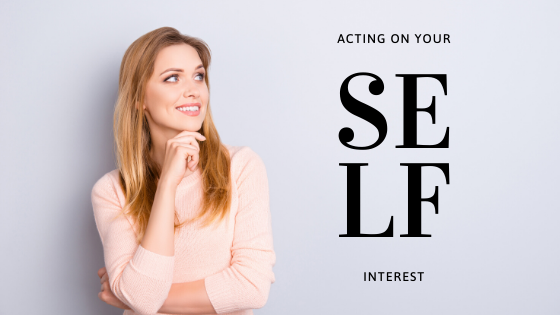 ACTING ON YOUR
SE
LF
INTEREST